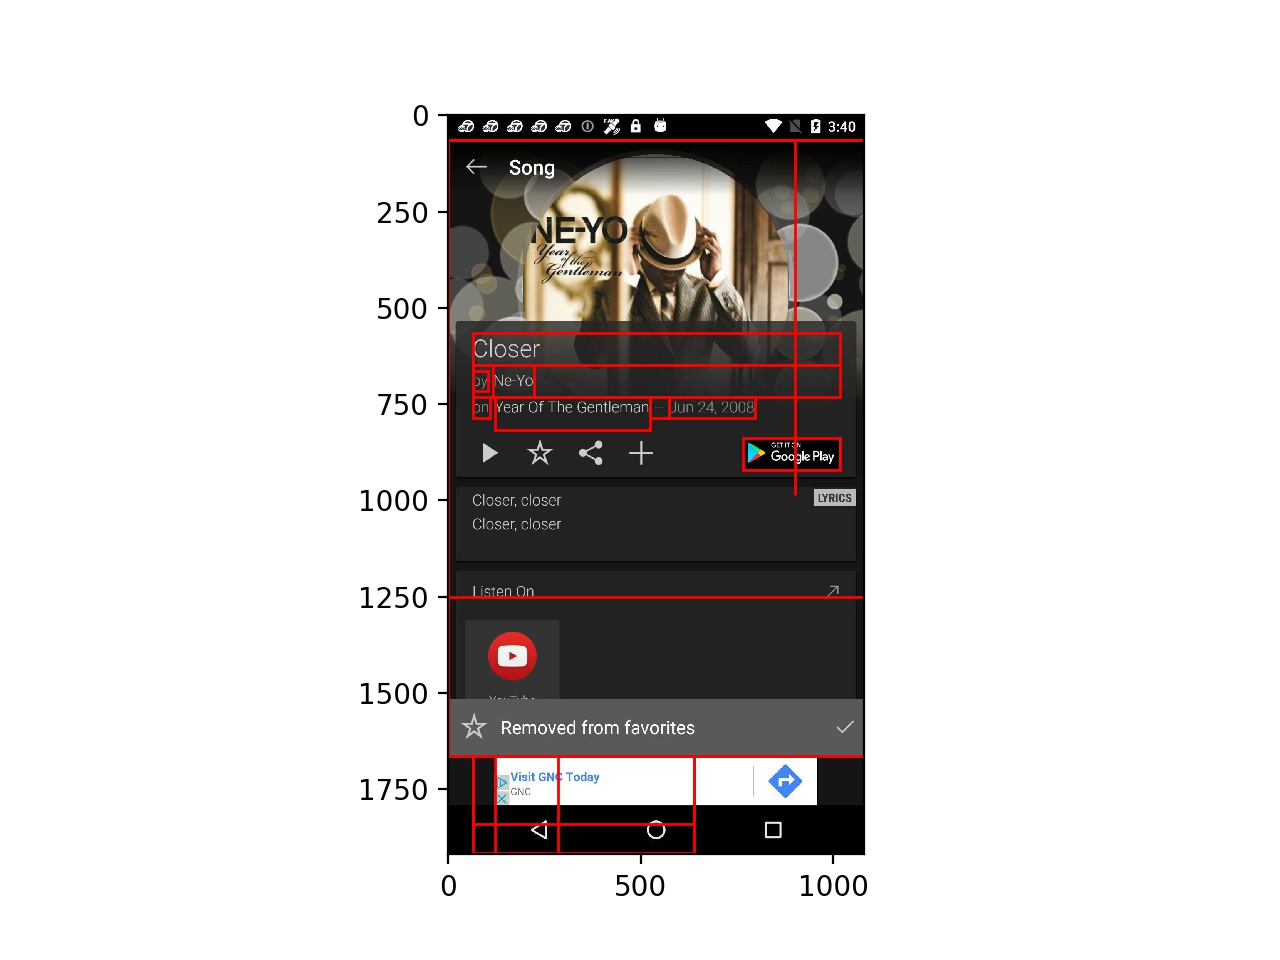 0
250
500
750
1000
1250
1500
1750
0
500
1000
3:40
Song
NE-YO
Year
of the
Gentleman
Closer
by Ne-Yo
on Year Of The Gentleman — Jun 24, 2008
GET IT ON
Google Play
LYRICS
Closer, closer
Closer, closer
Listen On
YouTube
Removed from favorites
Visit GNC Today
GNC